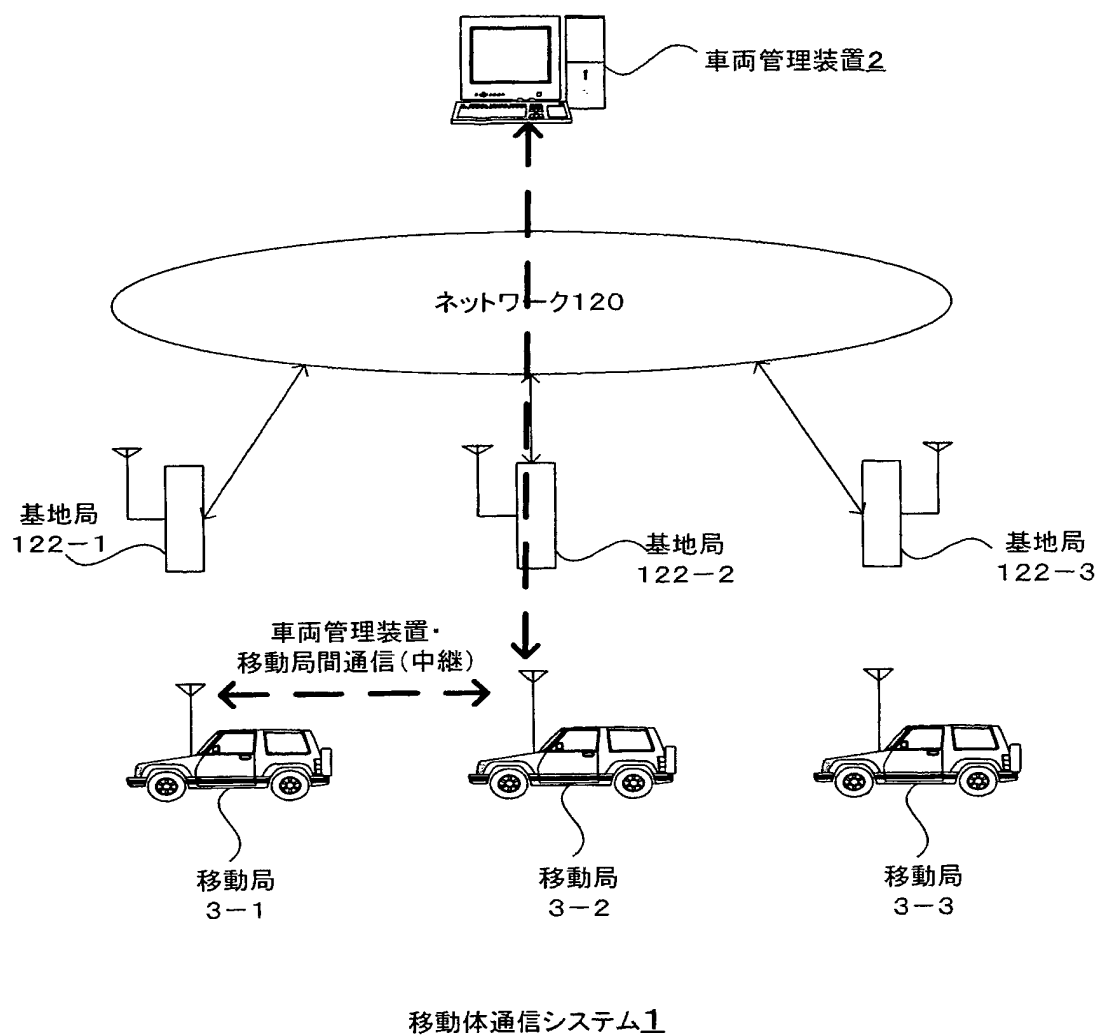 車両管理装置2
ネットワーク120
基地局
122-1
基地局
122-2
基地局
122-3
車両管理装置・
移動局間通信(中継)
移動局
3-1
移動局
3-2
移動局
3-3
移動体通信システム1